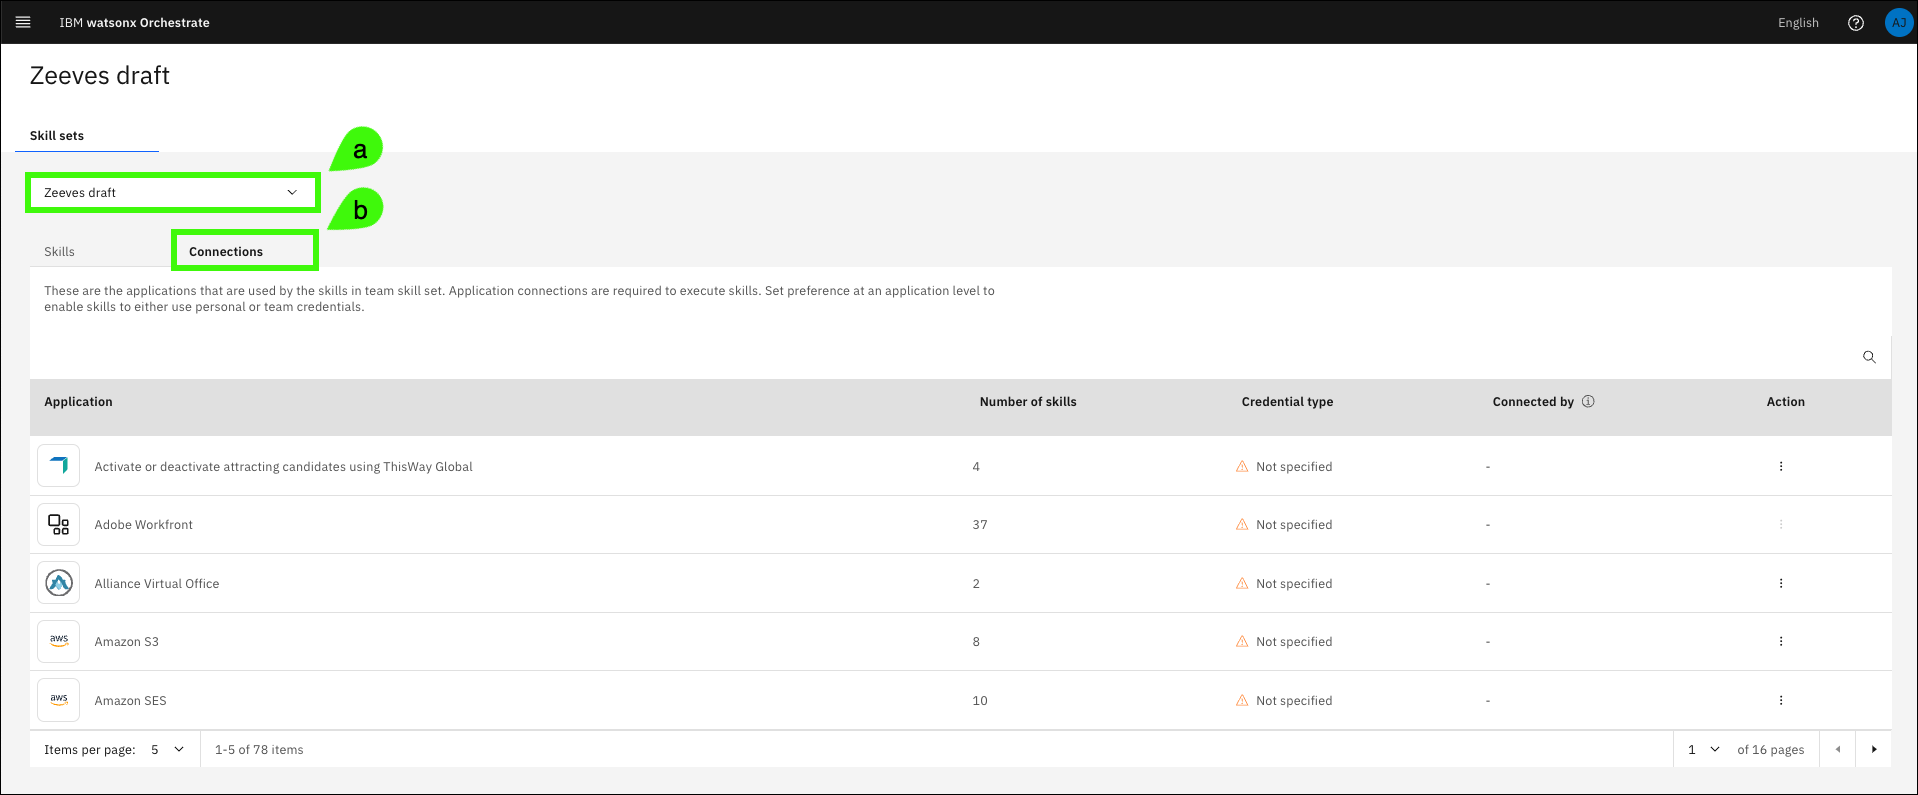 IBM watsonx Orchestrate
English
AJ
Zeeves draft
Skill sets
a
Zeeves draft
b
Skills
Connections
These are the applications that are used by the skills in team skill set. Application connections are required to execute skills. Set preference at an application level to
enable skills to either use personal or team credentials.
Application Number of skills Credential type Connected by Action
Activate or deactivate attracting candidates using ThisWay Global 4 Not specified -
Adobe Workfront 37 Not specified -
Alliance Virtual Office 2 Not specified -
aws Amazon S3 8 Not specified -
aws Amazon SES 10 Not specified -
Items per page: 5 1-5 of 78 items 1 of 16 pages